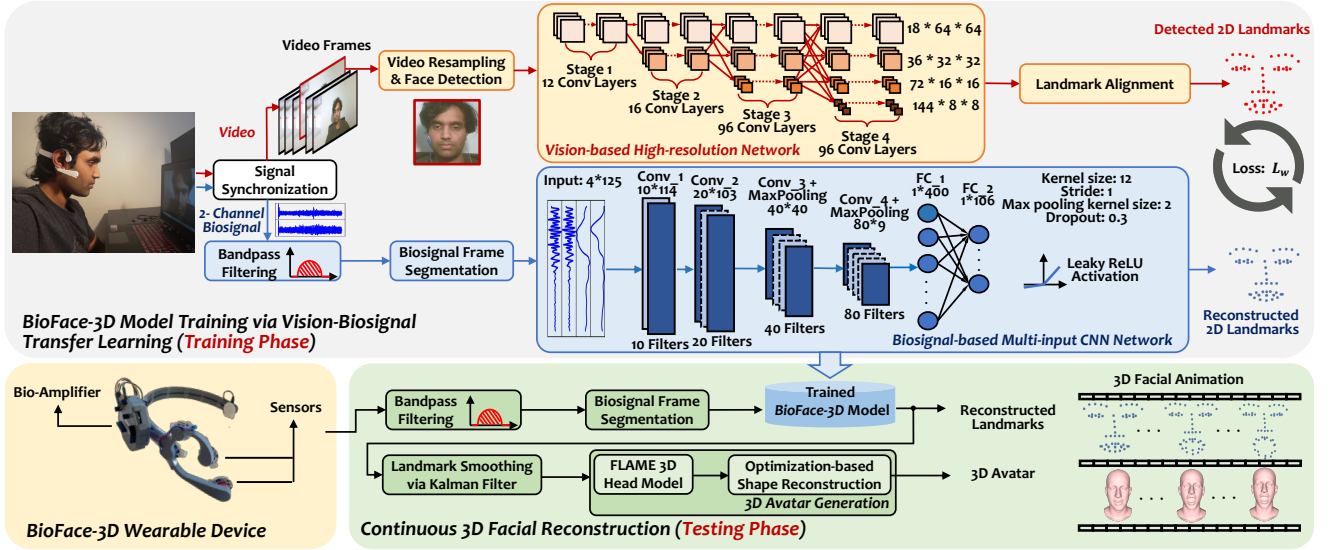 Video Frames
Video
Signal
Synchronization
2- Channel
Biosignal
Video Resampling
& Face Detection
Stage 1
12 Conv Layers
Stage 2
16 Conv Layers
Stage 3
96 Conv Layers
Stage 4
96 Conv Layers
18 * 64 * 64
36 * 32 * 32
72 * 16 * 16
144 * 8 * 8
Vision-based High-resolution Network
Landmark Alignment
Detected 2D Landmarks
Loss: L_w
Bandpass
Filtering
Biosignal Frame
Segmentation
Input: 4*125
Conv_1
10*114
Conv_2
20*103
Conv_3 +
MaxPooling
40*40
Conv_4 +
MaxPooling
80*9
FC_1
1*400
FC_2
1*106
10 Filters
20 Filters
40 Filters
80 Filters
Kernel size: 12
Stride: 1
Max pooling kernel size: 2
Dropout: 0.3
Leaky ReLU
Activation
Biosignal-based Multi-input CNN Network
Reconstructed
2D Landmarks
BioFace-3D Model Training via Vision-Biosignal
Transfer Learning (Training Phase)
Bio-Amplifier
Sensors
BioFace-3D Wearable Device
Bandpass
Filtering
Biosignal Frame
Segmentation
Trained
BioFace-3D Model
Reconstructed
Landmarks
Landmark Smoothing
via Kalman Filter
FLAME 3D
Head Model
Optimization-based
Shape Reconstruction
3D Avatar Generation
3D Avatar
3D Facial Animation
Continuous 3D Facial Reconstruction (Testing Phase)